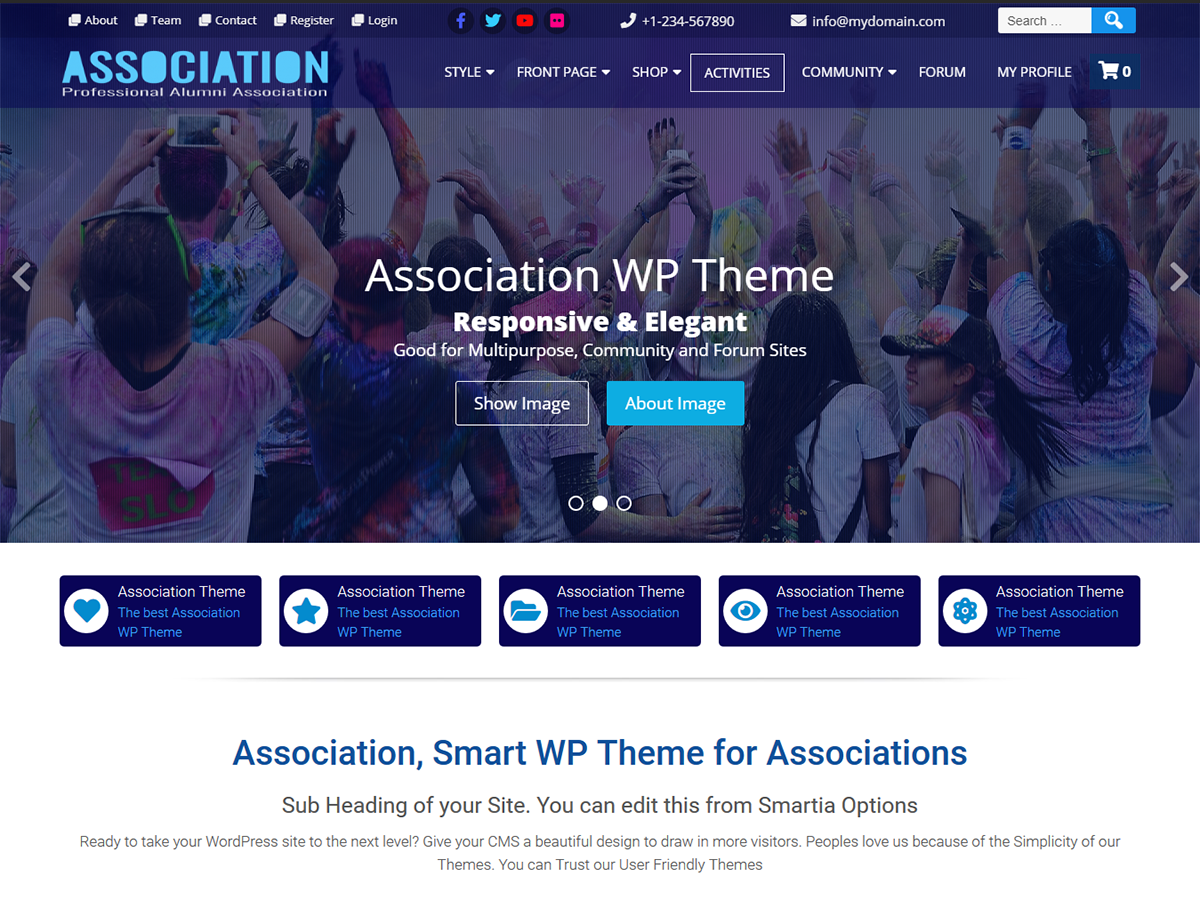 About Team Contact Register Login +1-234-567890 info@mydomain.com Search ...
ASSOCIATION
Professional Alumni Association
STYLE FRONT PAGE SHOP ACTIVITIES COMMUNITY FORUM MY PROFILE 0
Association WP Theme
Responsive & Elegant
Good for Multipurpose, Community and Forum Sites
Show Image About Image
SLO
Association Theme
The best Association
WP Theme
Association Theme
The best Association
WP Theme
Association Theme
The best Association
WP Theme
Association Theme
The best Association
WP Theme
Association Theme
The best Association
WP Theme
Association, Smart WP Theme for Associations
Sub Heading of your Site. You can edit this from Smartia Options
Ready to take your WordPress site to the next level? Give your CMS a beautiful design to draw in more visitors. Peoples love us because of the Simplicity of our
Themes. You can Trust our User Friendly Themes